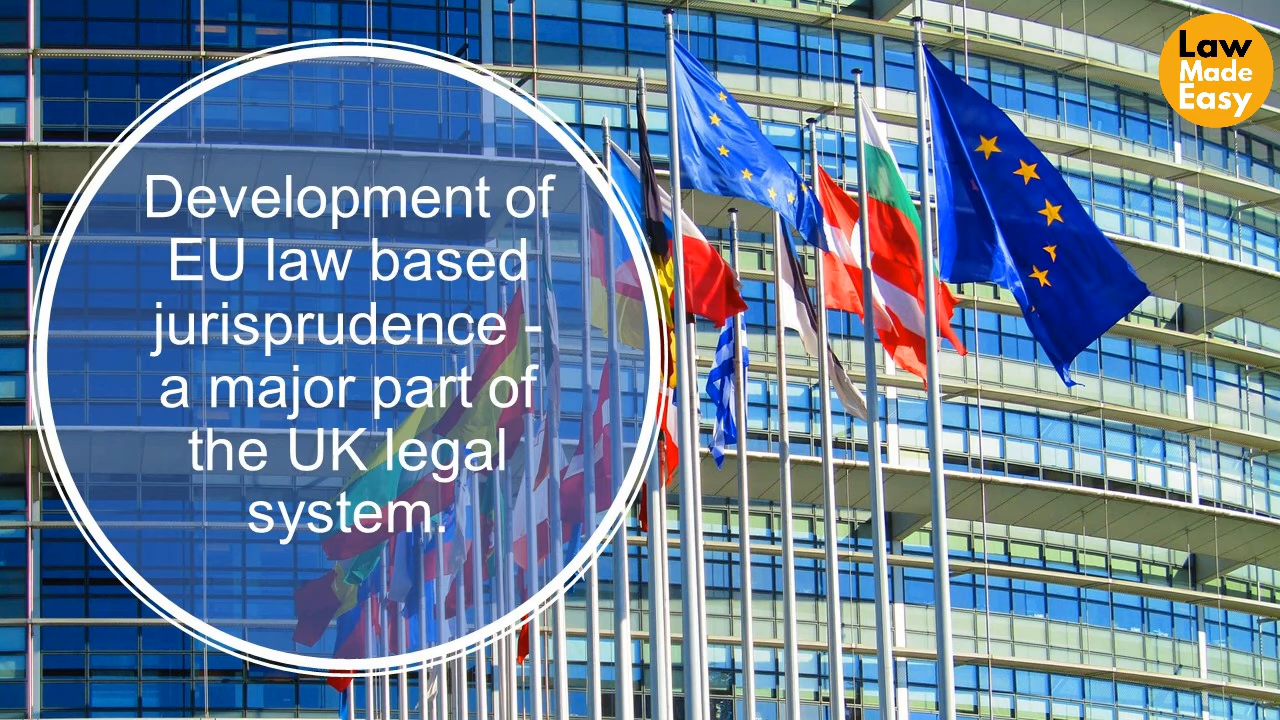 Development of
EU law based
jurisprudence -
a major part of
the UK legal
system.
Law
Made
Easy